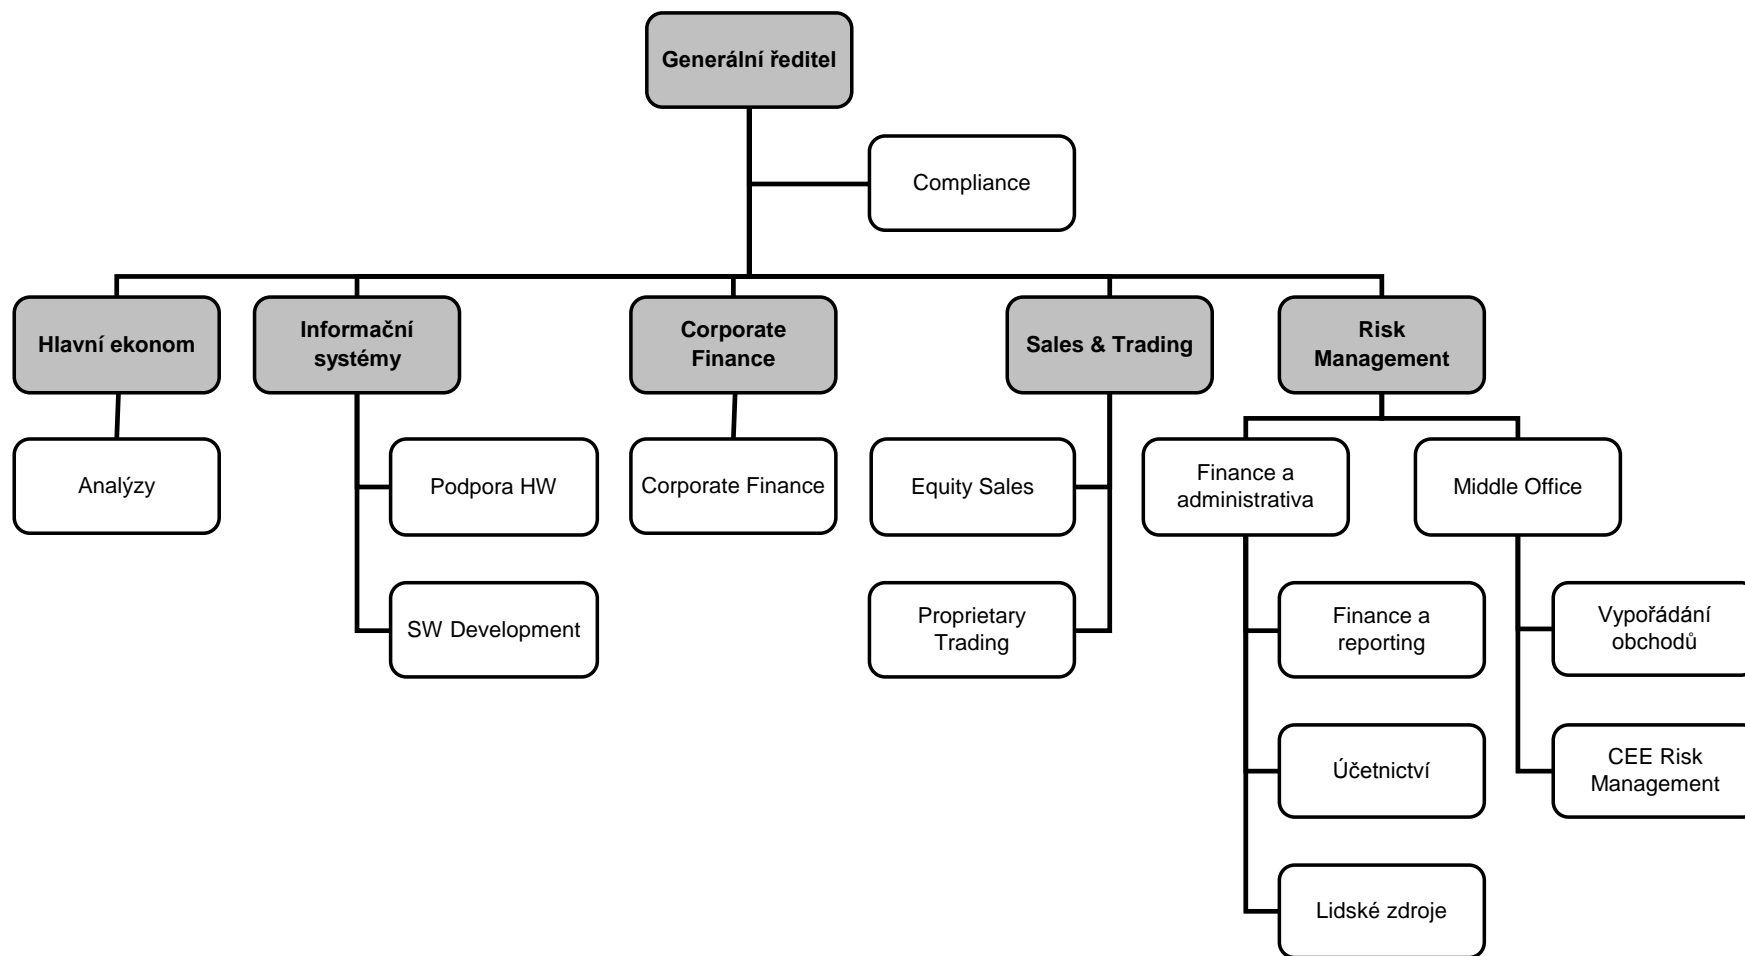 Generální ředitel
Compliance
Hlavní ekonom
Informační
systémy
Corporate
Finance
Sales & Trading
Risk
Management
Analýzy
Podpora HW
Corporate Finance
Equity Sales
Finance a
administrativa
Middle Office
SW Development
Proprietary
Trading
Finance a
reporting
Vypořádání
obchodů
Účetnictví
CEE Risk
Management
Lidské zdroje